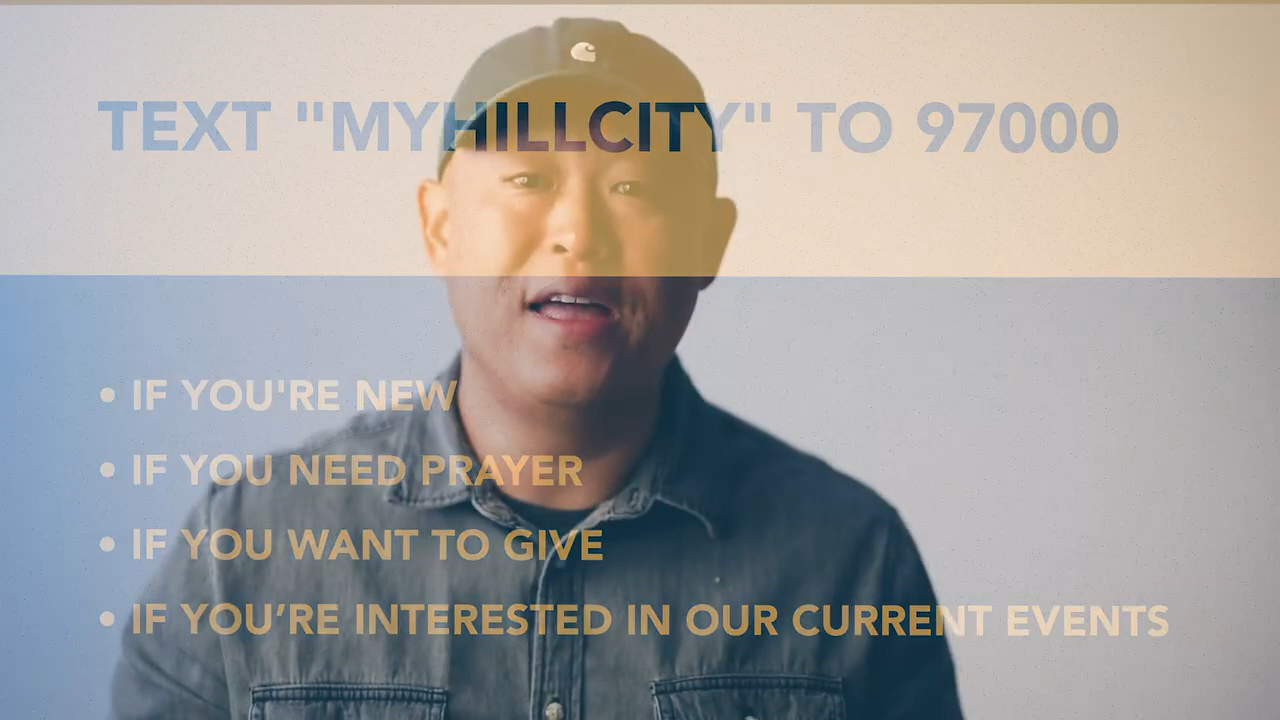 TEXT "MYHILLCITY" TO 97000
• IF YOU'RE NEW
• IF YOU NEED PRAYER
• IF YOU WANT TO GIVE
• IF YOU’RE INTERESTED IN OUR CURRENT EVENTS